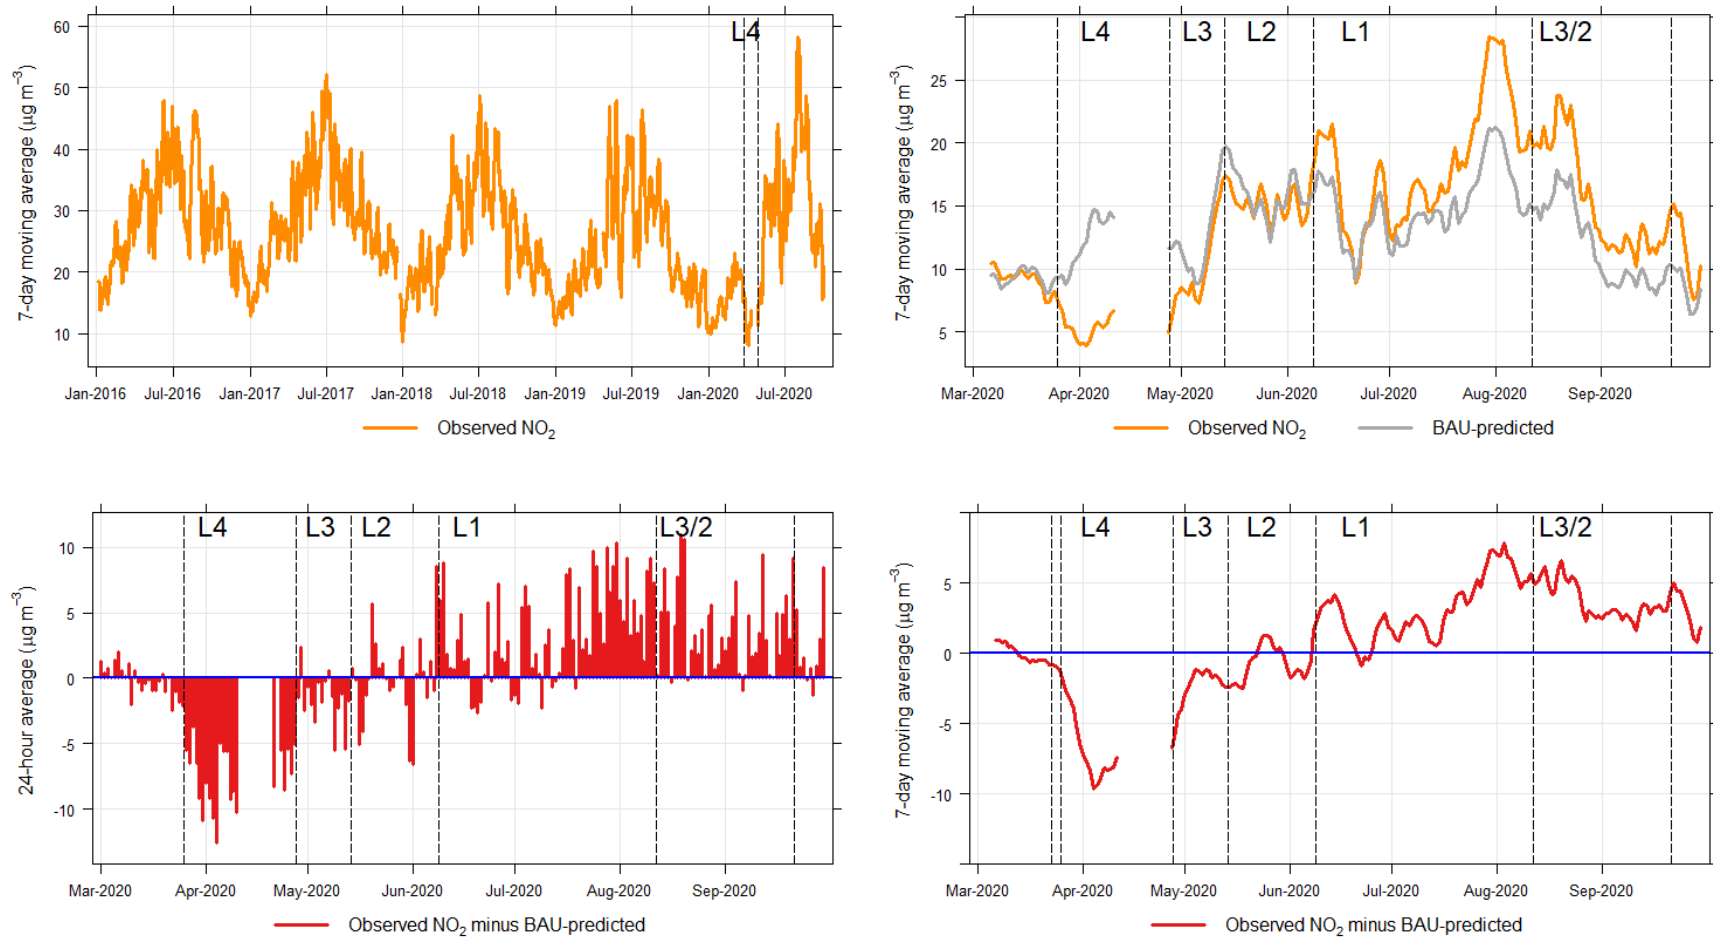 7-day moving average (µg m⁻³)
60
50
40
30
20
10
L4
Jan-2016 Jul-2016 Jan-2017 Jul-2017 Jan-2018 Jul-2018 Jan-2019 Jul-2019 Jan-2020 Jul-2020
Observed NO₂
7-day moving average (µg m⁻³)
25
20
15
10
5
L4 L3 L2 L1 L3/2
Mar-2020 Apr-2020 May-2020 Jun-2020 Jul-2020 Aug-2020 Sep-2020
Observed NO₂ BAU-predicted
24-hour average (µg m⁻³)
10
5
0
-5
-10
L4 L3 L2 L1 L3/2
Mar-2020 Apr-2020 May-2020 Jun-2020 Jul-2020 Aug-2020 Sep-2020
Observed NO₂ minus BAU-predicted
7-day moving average (µg m⁻³)
5
0
-5
-10
L4 L3 L2 L1 L3/2
Mar-2020 Apr-2020 May-2020 Jun-2020 Jul-2020 Aug-2020 Sep-2020
Observed NO₂ minus BAU-predicted